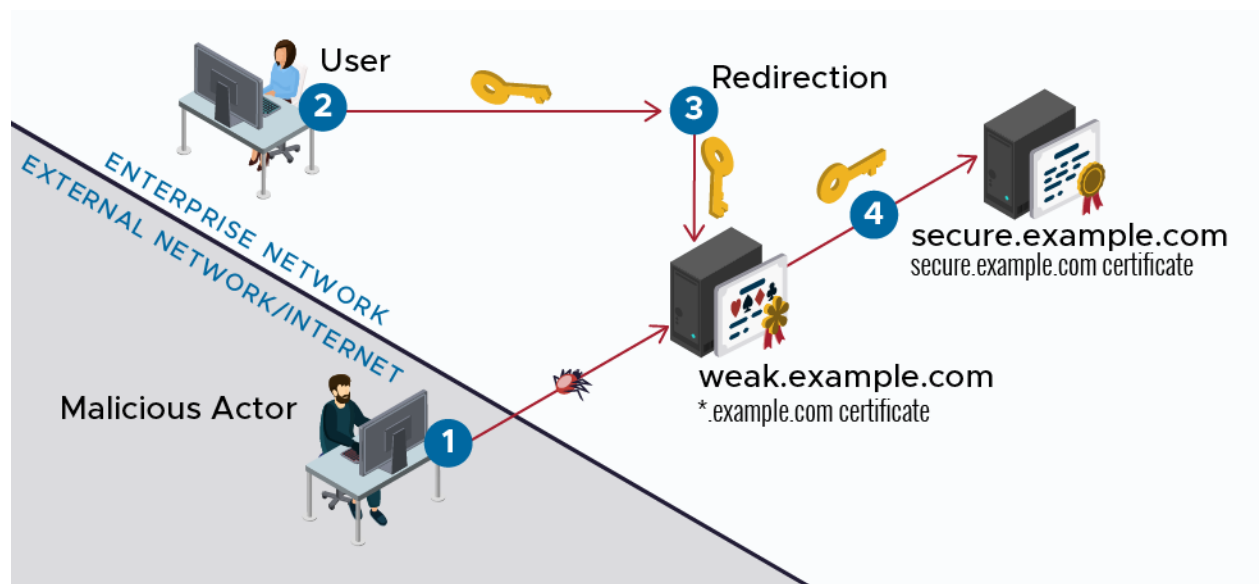 User
2
Redirection
3
4
ENTERPRISE NETWORK
EXTERNAL NETWORK/INTERNET
secure.example.com
secure.example.com certificate
weak.example.com
*.example.com certificate
Malicious Actor
1